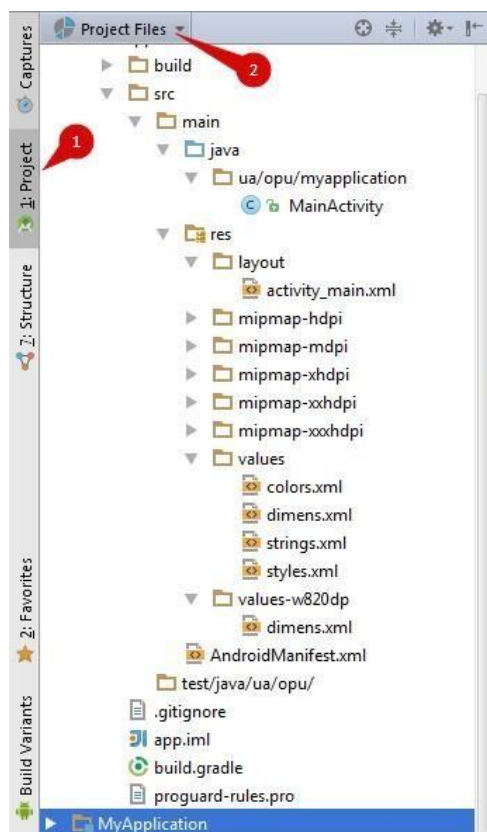 Captures
1: Project
7: Structure
2: Favorites
Build Variants
Project Files
2
1
build
src
main
java
ua/opu/myapplication
MainActivity
res
layout
activity_main.xml
mipmap-hdpi
mipmap-mdpi
mipmap-xhdpi
mipmap-xxhdpi
mipmap-xxxhdpi
values
colors.xml
dimens.xml
strings.xml
styles.xml
values-w820dp
dimens.xml
AndroidManifest.xml
test/java/ua/opu/
.gitignore
app.iml
build.gradle
proguard-rules.pro
MyApplication